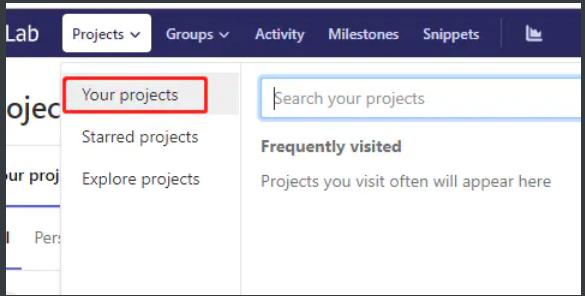 Lab Projects Groups Activity Milestones Snippets
Your projects
Search your projects
Starred projects
Frequently visited
Explore projects
Projects you visit often will appear here
ojec
ur proj
Pers